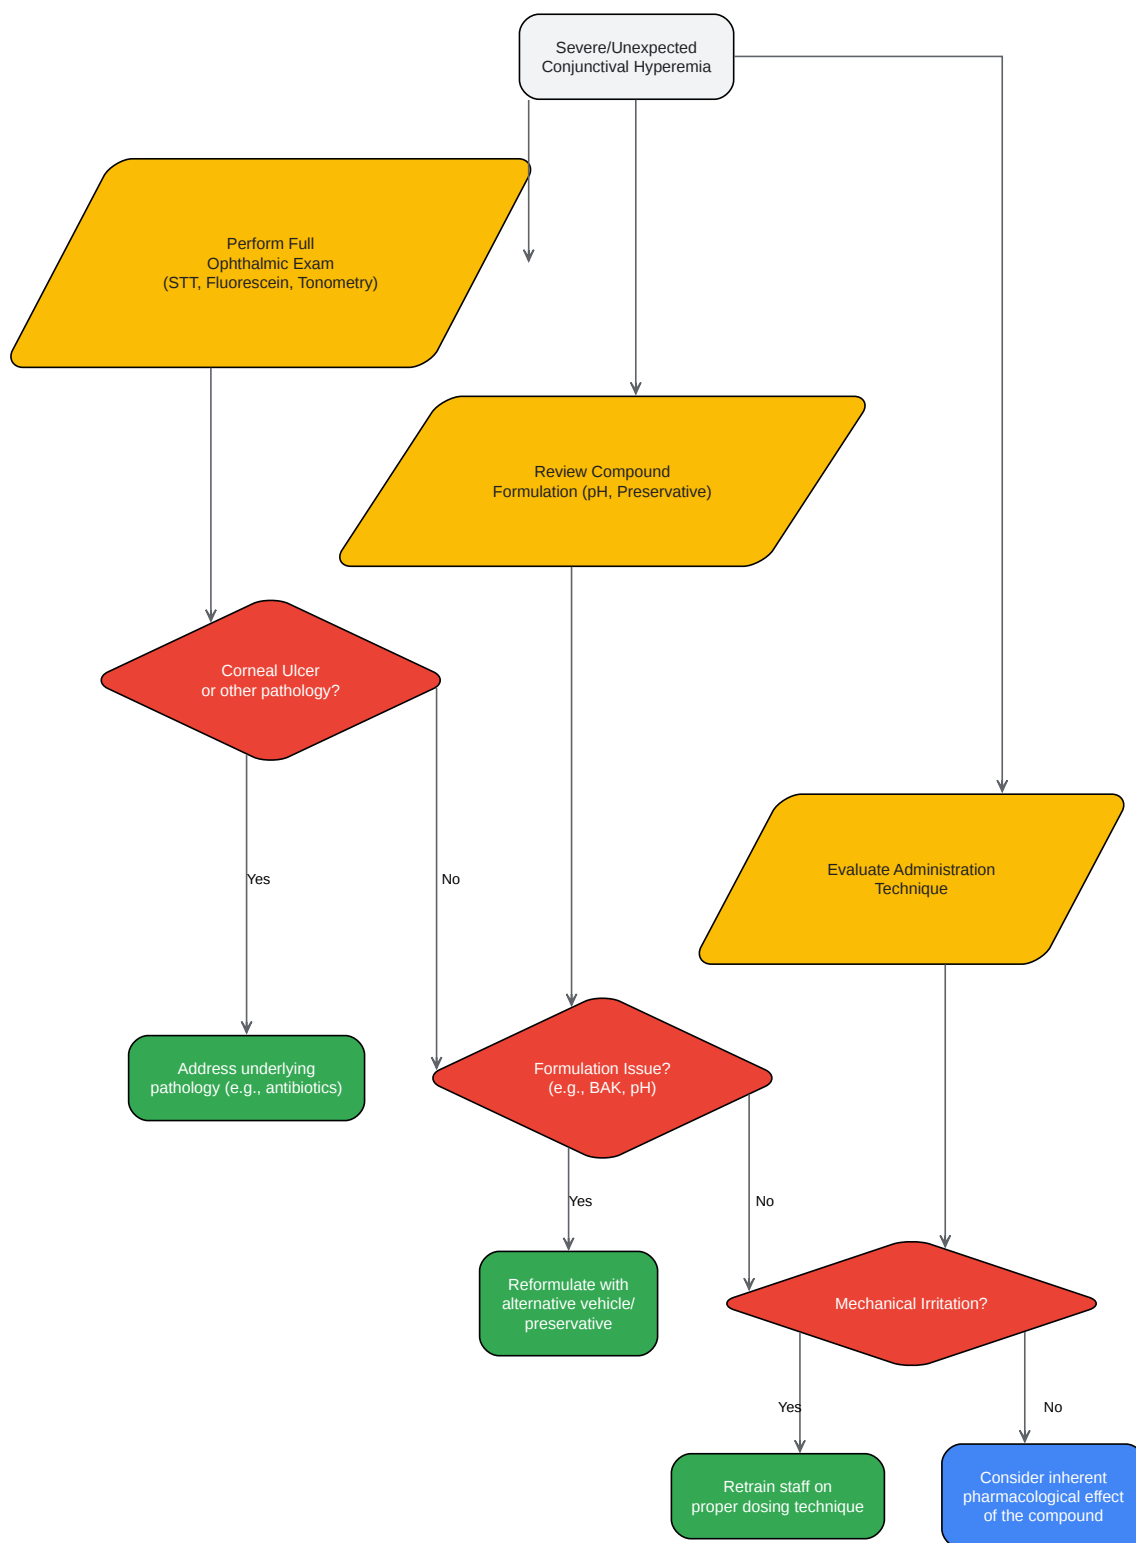 Severe/Unexpected
Conjunctival Hyperemia
Perform Full
Ophthalmic Exam
(STT, Fluorescein, Tonometry)
Review Compound
Formulation (pH, Preservative)
Corneal Ulcer
or other pathology?
Evaluate Administration
Technique
Yes
No
Address underlying
pathology (e.g., antibiotics)
Formulation Issue?
(e.g., BAK, pH)
Yes
No
Reformulate with
alternative vehicle/
preservative
Mechanical Irritation?
Yes
No
Retrain staff on
proper dosing technique
Consider inherent
pharmacological effect
of the compound